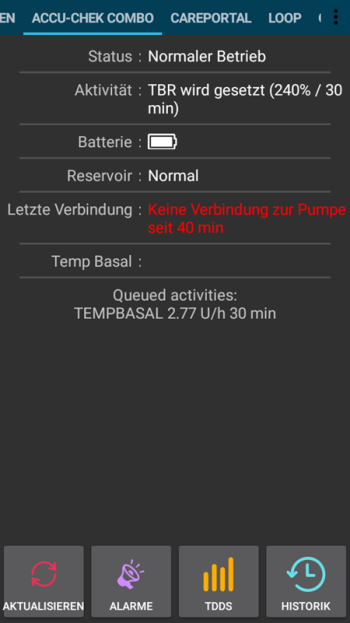 EN ACCU-CHEK COMBO CAREPORTAL LOOP
Status : Normaler Betrieb
Aktivität : TBR wird gesetzt (240% / 30
min)
Batterie :
Reservoir : Normal
Letzte Verbindung : Keine Verbindung zur Pumpe
seit 40 min
Temp Basal :
Queued activities:
TEMPBASAL 2.77 U/h 30 min
AKTUALISIEREN ALARME TDDS HISTORIK